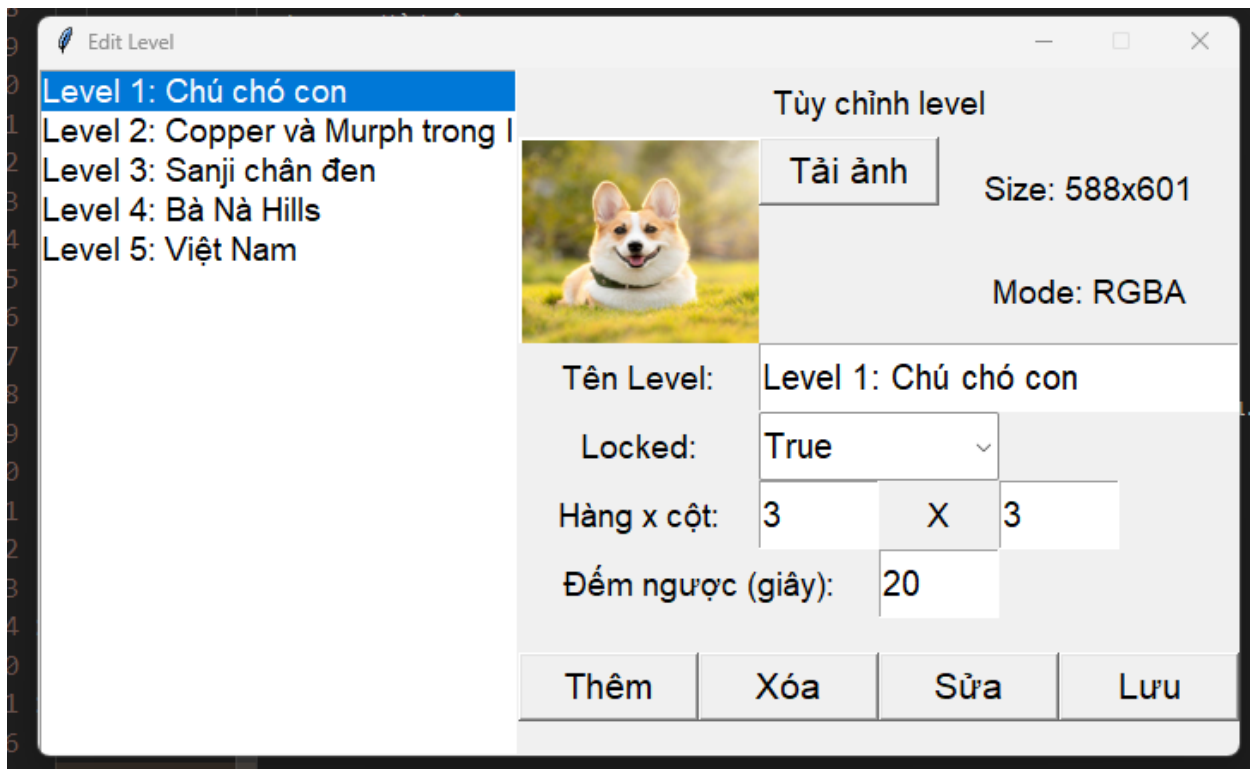 Edit Level
Level 1: Chú chó con
Level 2: Copper và Murph trong
Level 3: Sanji chân đen
Level 4: Bà Nà Hills
Level 5: Việt Nam
Tùy chỉnh level
Tải ảnh
Size: 588x601
Mode: RGBA
Tên Level: Level 1: Chú chó con
Locked: True
Hàng x cột: 3 X 3
Đếm ngược (giây): 20
Thêm Xóa Sửa Lưu